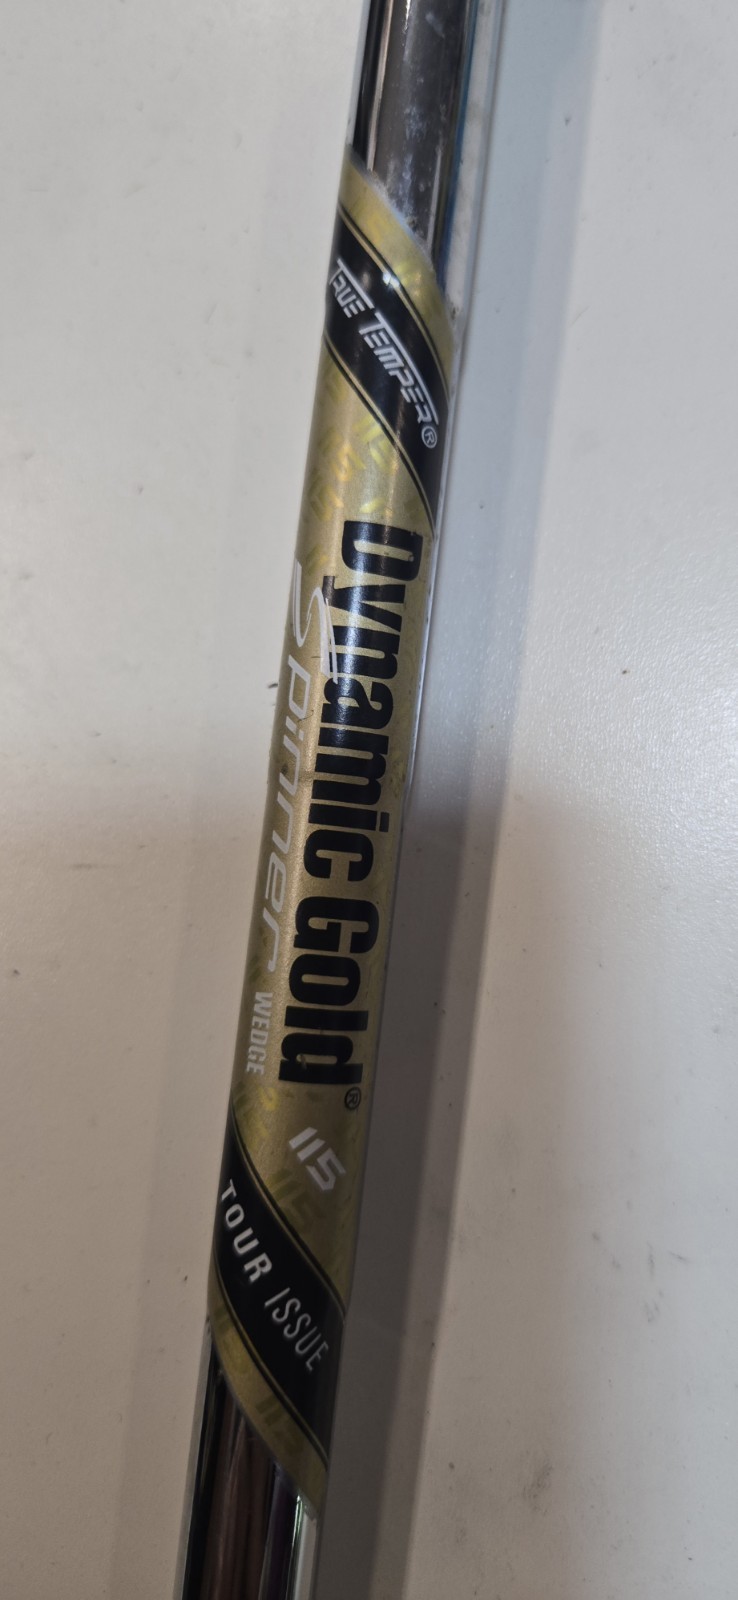 TRUE TEMPER®
Dynamic Gold®
Spinner WEDGE
115
TOUR ISSUE